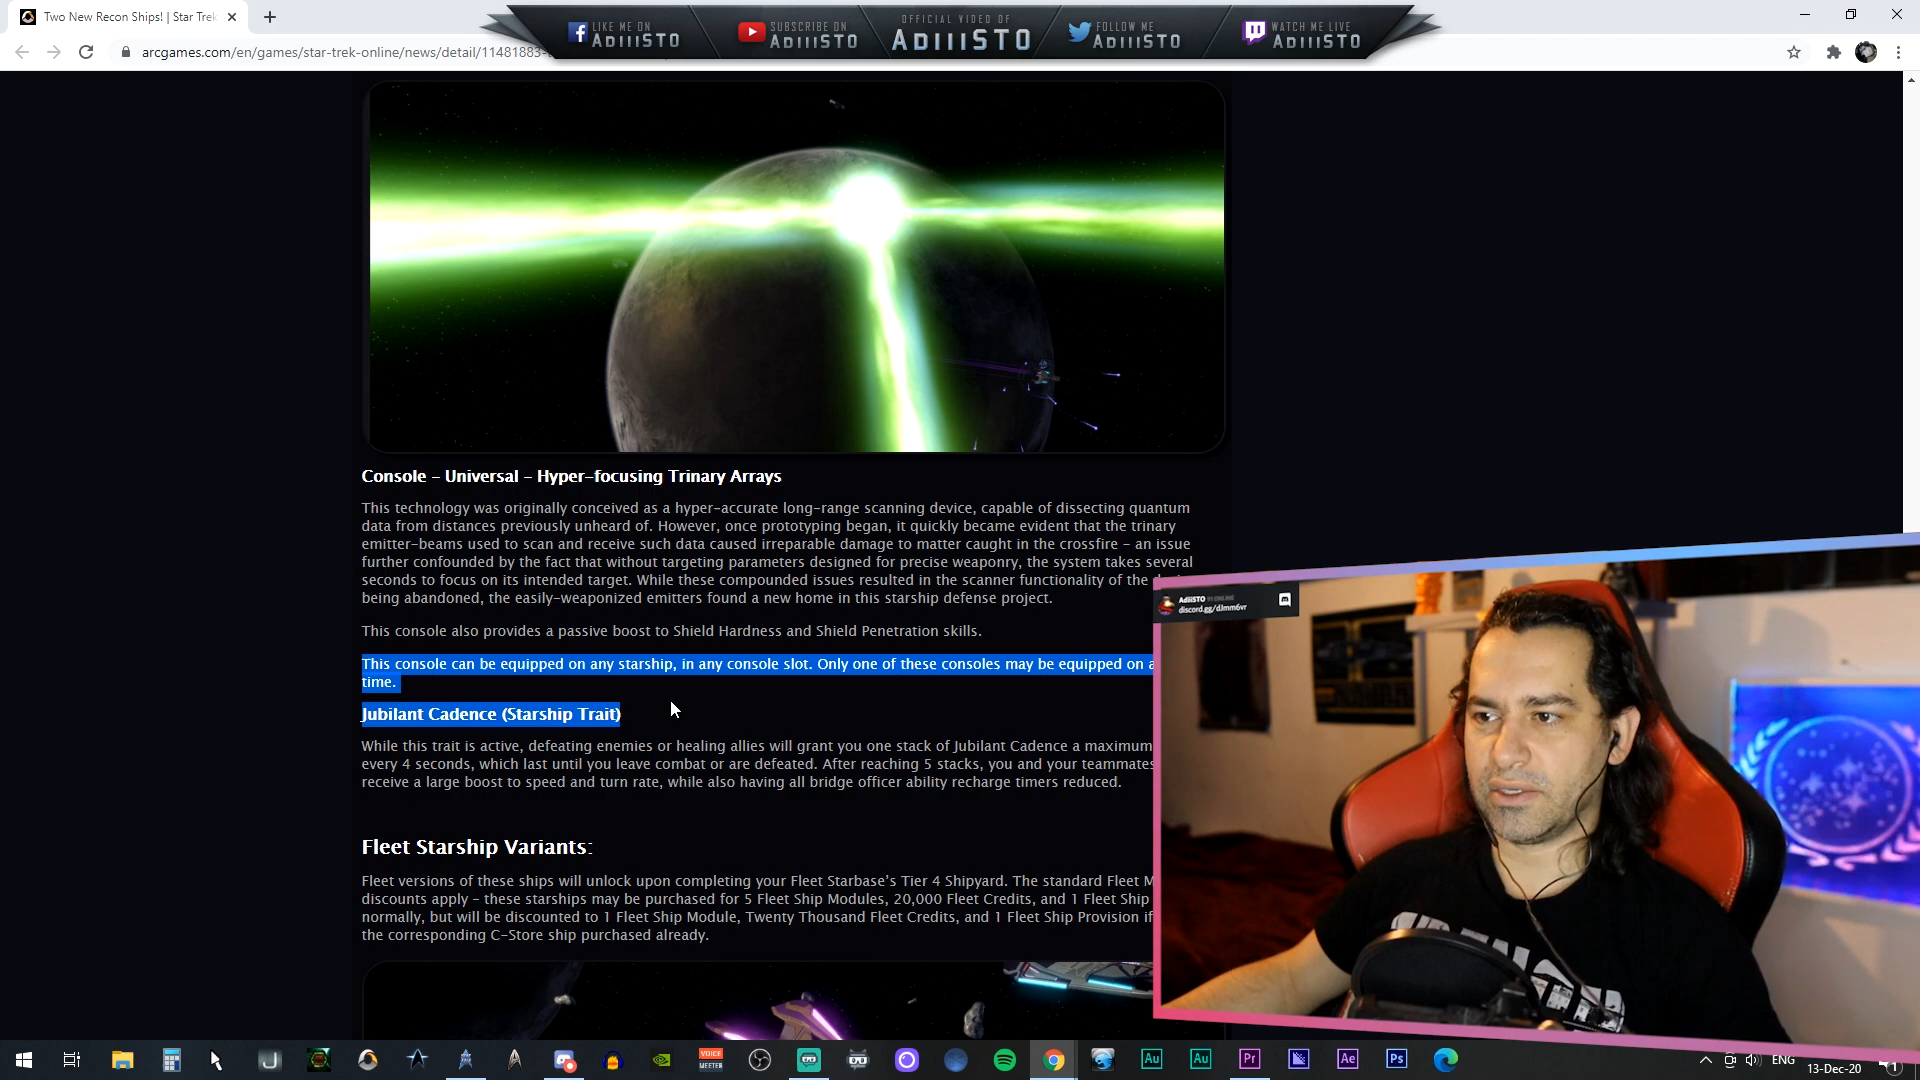 Two New Recon Ships! | Star Trek
arcgames.com/en/games/star-trek-online/news/detail/11481883-
LIKE ME ON
ADIIISTO
SUBSCRIBE ON
ADIIISTO
OFFICIAL VIDEO OF
ADIIISTO
FOLLOW ME
ADIIISTO
WATCH ME LIVE
ADIIISTO
Console – Universal – Hyper-focusing Trinary Arrays
This technology was originally conceived as a hyper-accurate long-range scanning device, capable of dissecting quantum
data from distances previously unheard of. However, once prototyping began, it quickly became evident that the trinary
emitter-beams used to scan and receive such data caused irreparable damage to matter caught in the crossfire – an issue
further confounded by the fact that without targeting parameters designed for precise weaponry, the system takes several
seconds to focus on its intended target. While these compounded issues resulted in the scanner functionality of the
being abandoned, the easily-weaponized emitters found a new home in this starship defense project.
This console also provides a passive boost to Shield Hardness and Shield Penetration skills.
This console can be equipped on any starship, in any console slot. Only one of these consoles may be equipped on a
time.
Jubilant Cadence (Starship Trait)
While this trait is active, defeating enemies or healing allies will grant you one stack of Jubilant Cadence a maximum
every 4 seconds, which last until you leave combat or are defeated. After reaching 5 stacks, you and your teammates
receive a large boost to speed and turn rate, while also having all bridge officer ability recharge timers reduced.
Fleet Starship Variants:
Fleet versions of these ships will unlock upon completing your Fleet Starbase's Tier 4 Shipyard. The standard Fleet M
discounts apply – these starships may be purchased for 5 Fleet Ship Modules, 20,000 Fleet Credits, and 1 Fleet Ship
normally, but will be discounted to 1 Fleet Ship Module, Twenty Thousand Fleet Credits, and 1 Fleet Ship Provision if
the corresponding C-Store ship purchased already.
AdiiiSTO
discord.gg/dJmm6vr
VOICE
MEETER
Au
Au
Pr
Ae
Ps
ENG
13-Dec-20
1